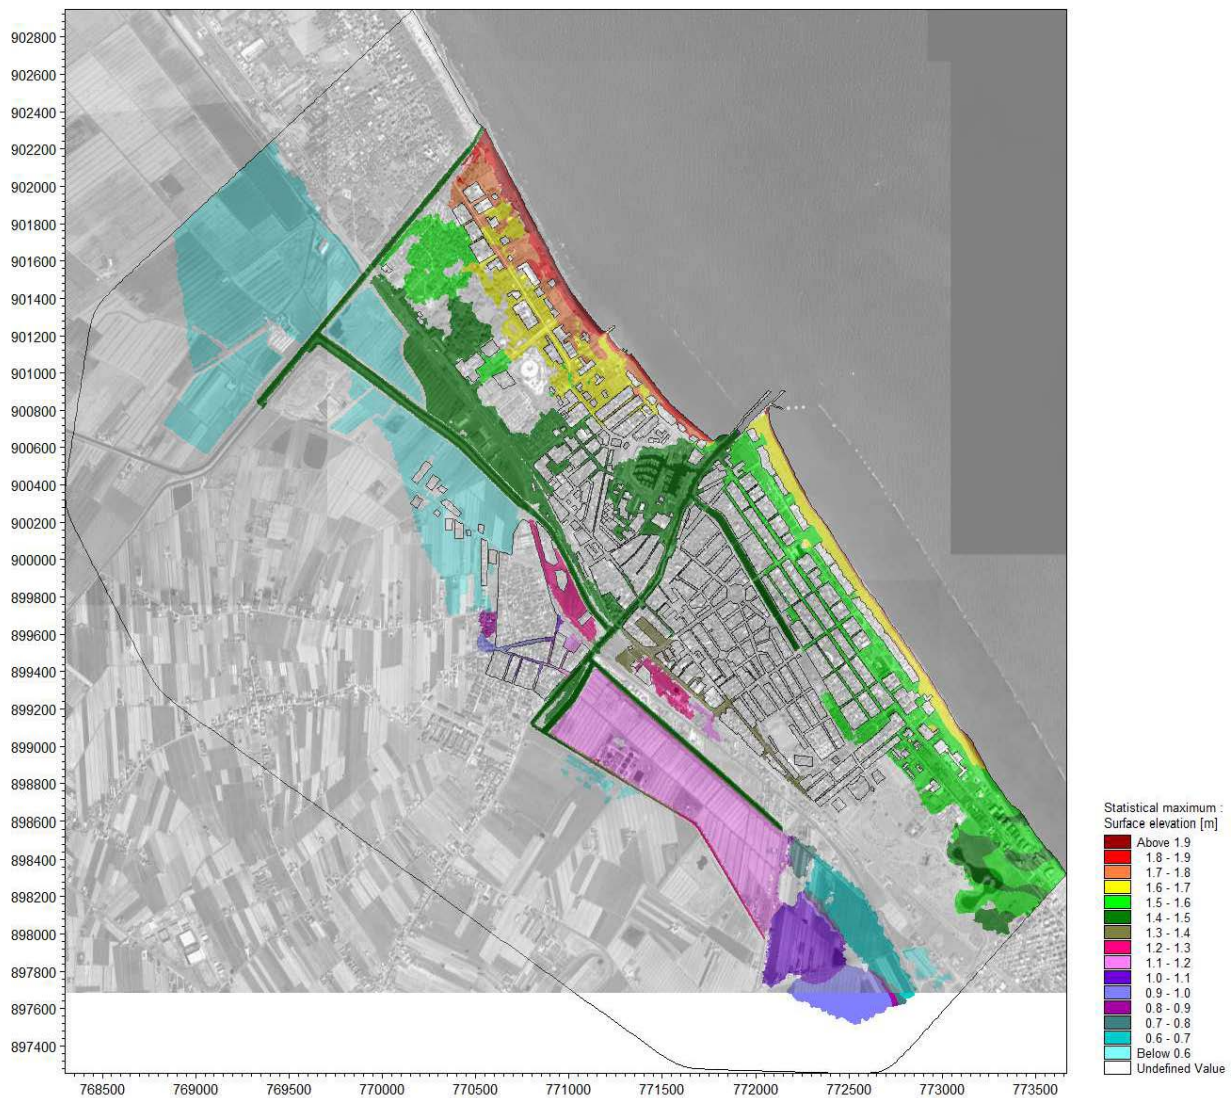 902800
902600
902400
902200
902000
901800
901600
901400
901200
901000
900800
900600
900400
900200
900000
899800
899600
899400
899200
899000
898800
898600
898400
898200
898000
897800
897600
897400
768500 769000 769500 770000 770500 771000 771500 772000 772500 773000 773500
Statistical maximum :
Surface elevation [m]
Above 1.9
1.8 - 1.9
1.7 - 1.8
1.6 - 1.7
1.5 - 1.6
1.4 - 1.5
1.3 - 1.4
1.2 - 1.3
1.1 - 1.2
1.0 - 1.1
0.9 - 1.0
0.8 - 0.9
0.7 - 0.8
0.6 - 0.7
Below 0.6
Undefined Value